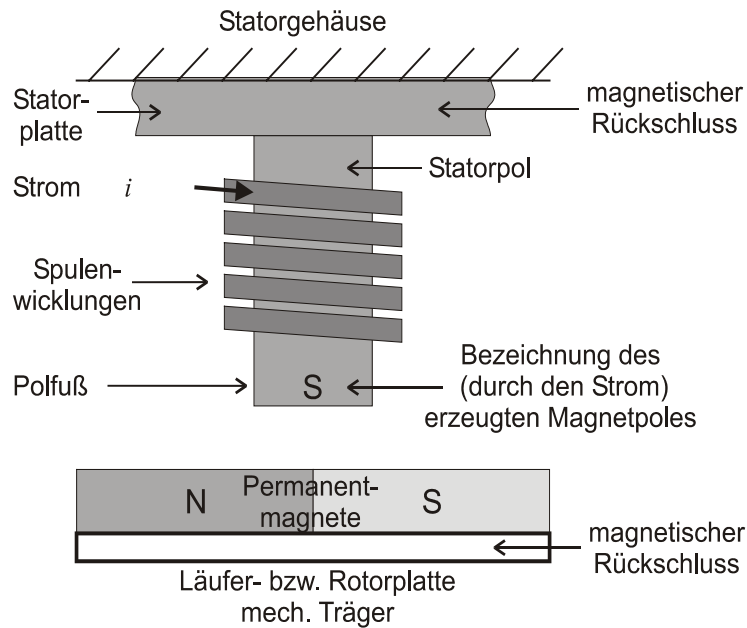 Statorgehäuse
Stator-
platte
magnetischer
Rückschluss
Statorpol
Strom i
Spulen-
wicklungen
Polfuß
S
Bezeichnung des
(durch den Strom)
erzeugten Magnetpoles
N
Permanent-
magnete
S
magnetischer
Rückschluss
Läufer- bzw. Rotorplatte
mech. Träger